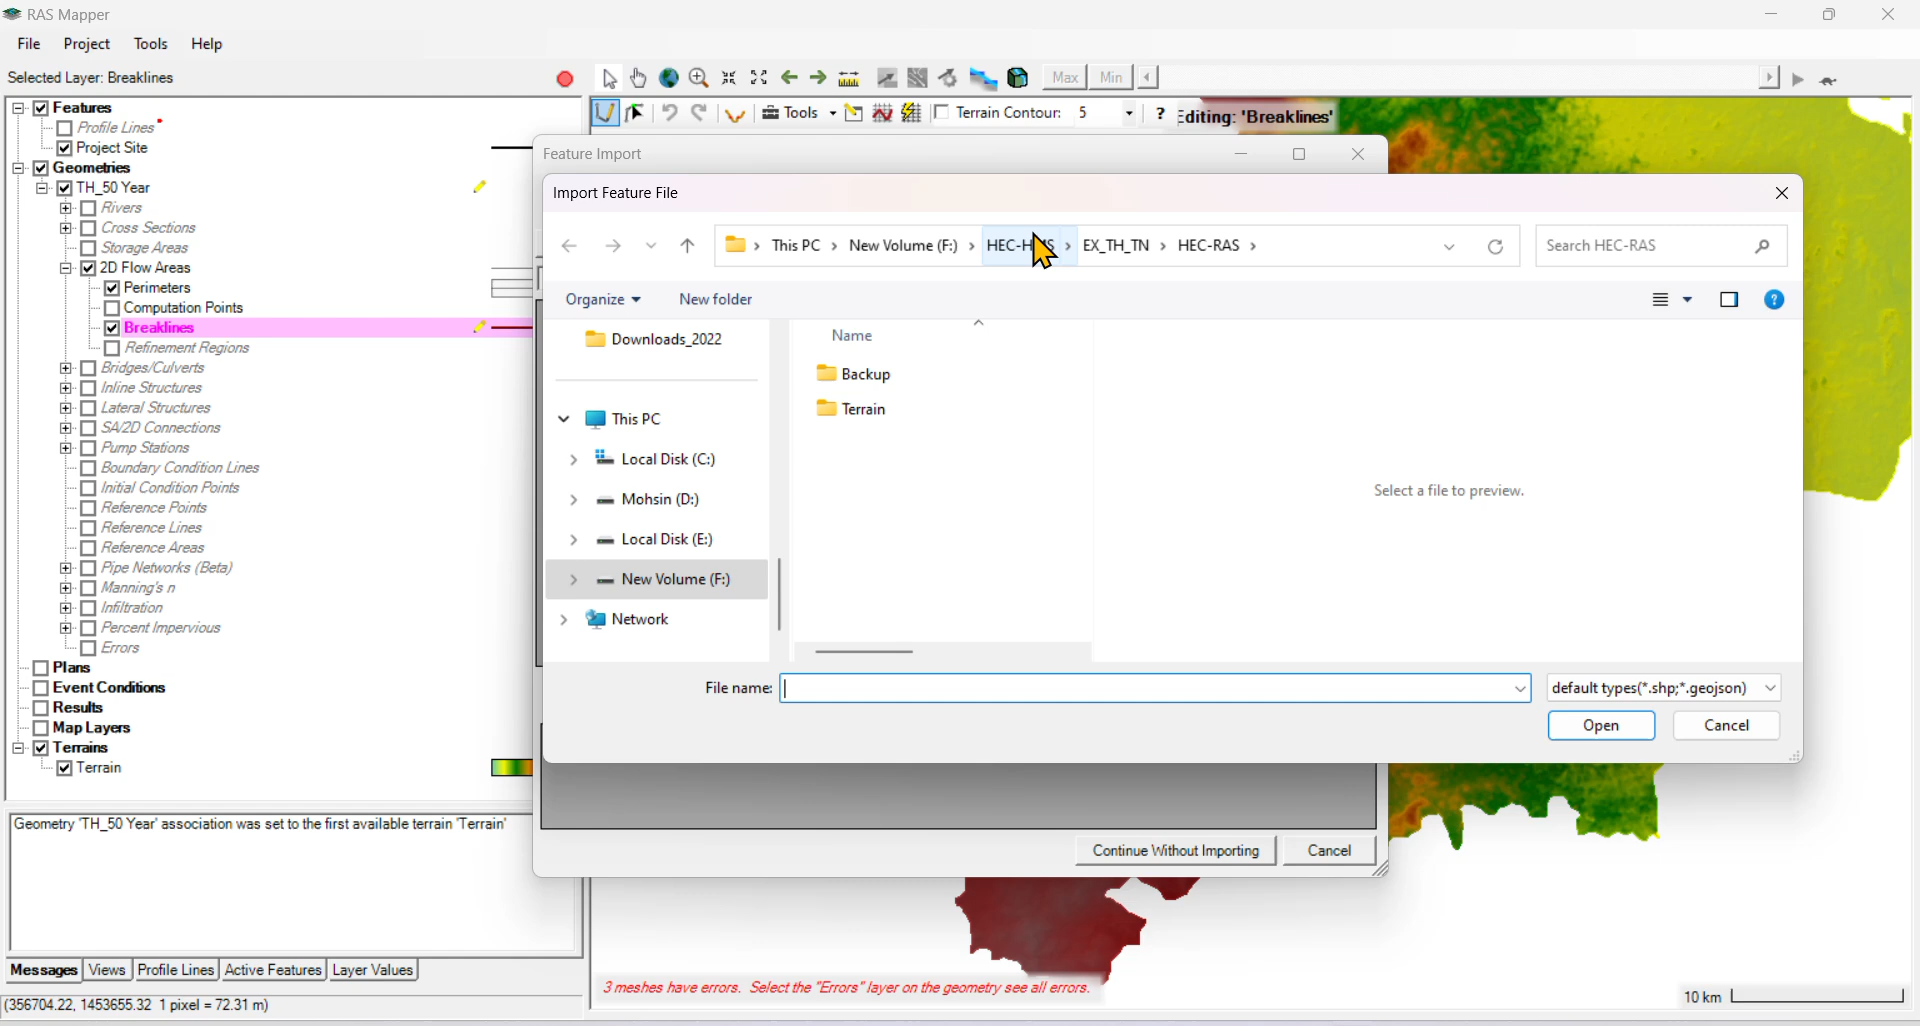 RAS Mapper
File Project Tools Help
Selected Layer: Breaklines
Max Min
Tools Terrain Contour: 5 ? Editing: 'Breaklines'
Features
Profile Lines
Project Site
Geometries
TH_50 Year
Rivers
Cross Sections
Storage Areas
2D Flow Areas
Perimeters
Computation Points
Breaklines
Refinement Regions
Bridges/Culverts
Inline Structures
Lateral Structures
SA/2D Connections
Pump Stations
Boundary Condition Lines
Initial Condition Points
Reference Points
Reference Lines
Reference Areas
Pipe Networks (Beta)
Manning's n
Infiltration
Percent Impervious
Errors
Plans
Event Conditions
Results
Map Layers
Terrains
Terrain
Geometry 'TH_50 Year' association was set to the first available terrain 'Terrain'
Messages Views Profile Lines Active Features Layer Values
(356704.22, 1453655.32 1 pixel = 72.31 m)
Feature Import
Import Feature File
This PC New Volume (F:) HEC-HMS EX_TH_TN HEC-RAS
Search HEC-RAS
Organize New folder
?
Downloads_2022
This PC
Local Disk (C:)
Mohsin (D:)
Local Disk (E:)
New Volume (F:)
Network
Name
Backup
Terrain
Select a file to preview.
File name:
default types(*.shp;*.geojson)
Open Cancel
Continue Without Importing Cancel
3 meshes have errors. Select the "Errors" layer on the geometry see all errors.
10 km